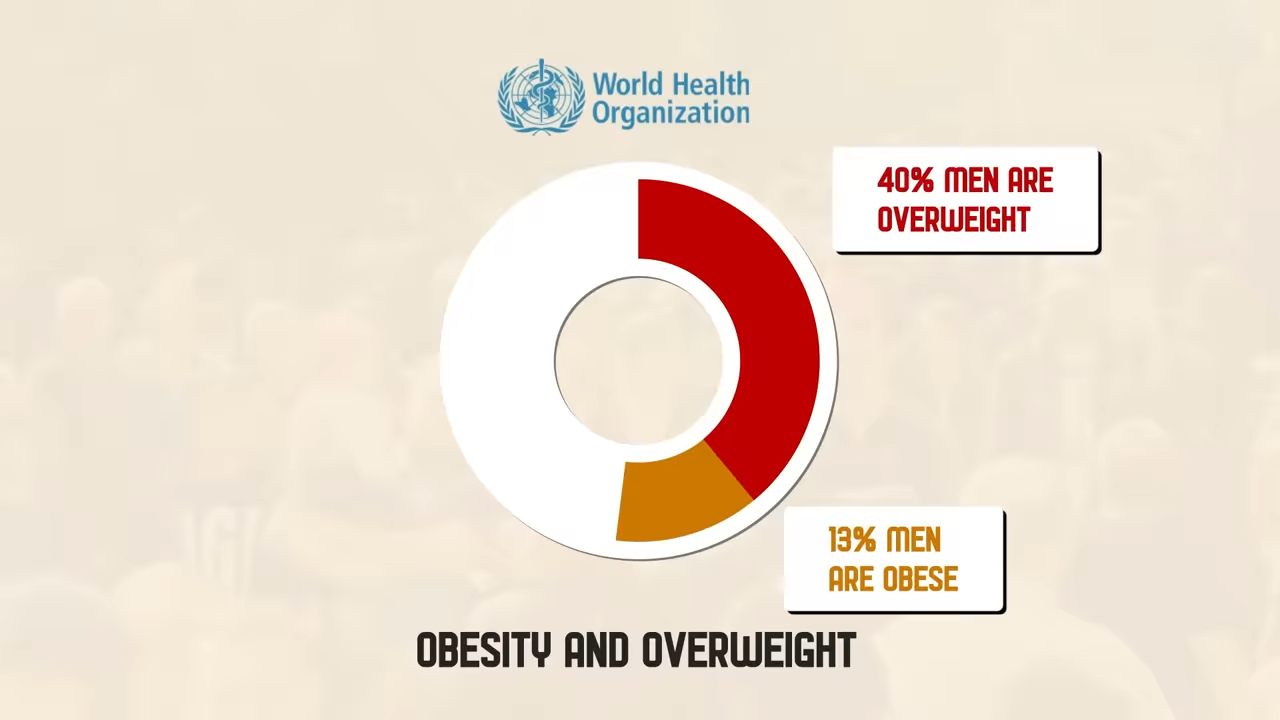 World Health
Organization
40% MEN ARE
OVERWEIGHT
13% MEN
ARE OBESE
OBESITY AND OVERWEIGHT